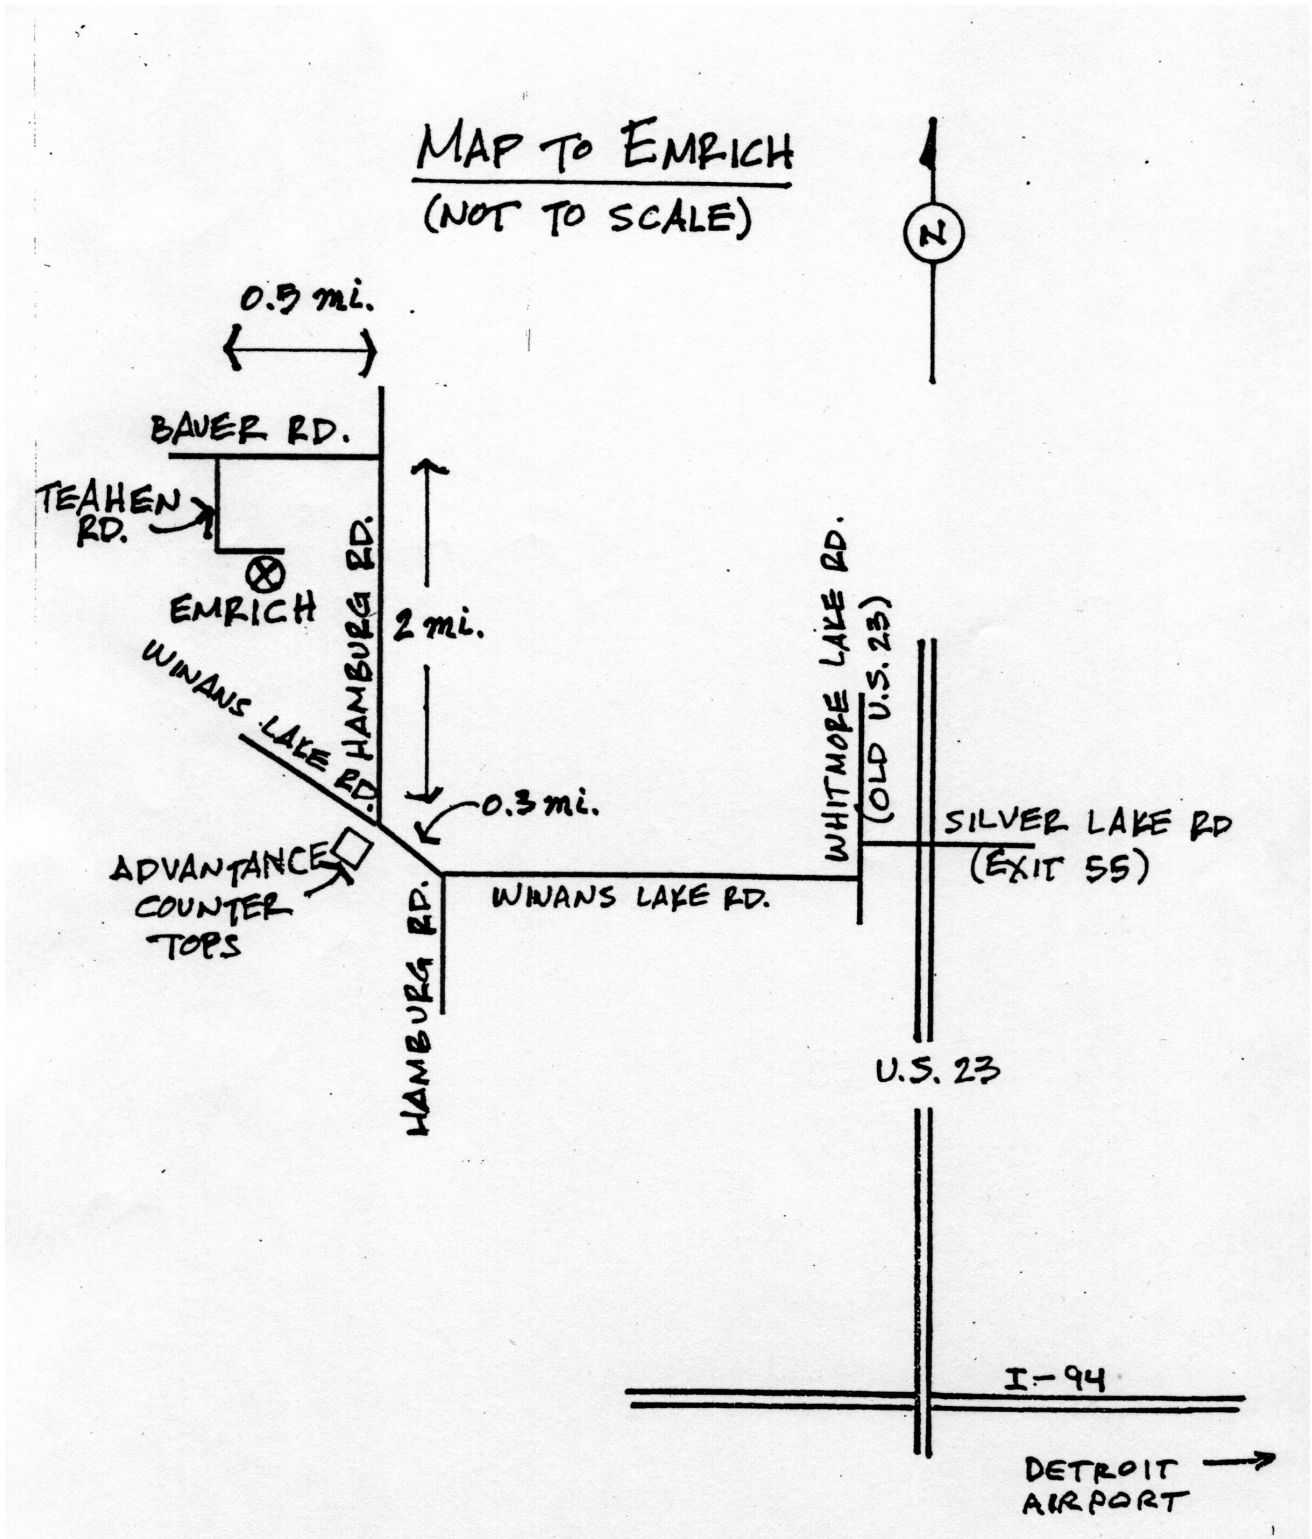 MAP TO EMRICH
(NOT TO SCALE)
N
0.5 mi.
BAUER RD.
TEAHEN
RD.
EMRICH
HAMBURG RD.
2 mi.
WINANS LAKE RD.
0.3 mi.
ADVANTANCE
COUNTER
TOPS
HAMBURG RD.
WINANS LAKE RD.
WHITMORE LAKE RD.
(OLD U.S. 23)
SILVER LAKE RD
(EXIT 55)
U.S. 23
I-94
DETROIT
AIRPORT